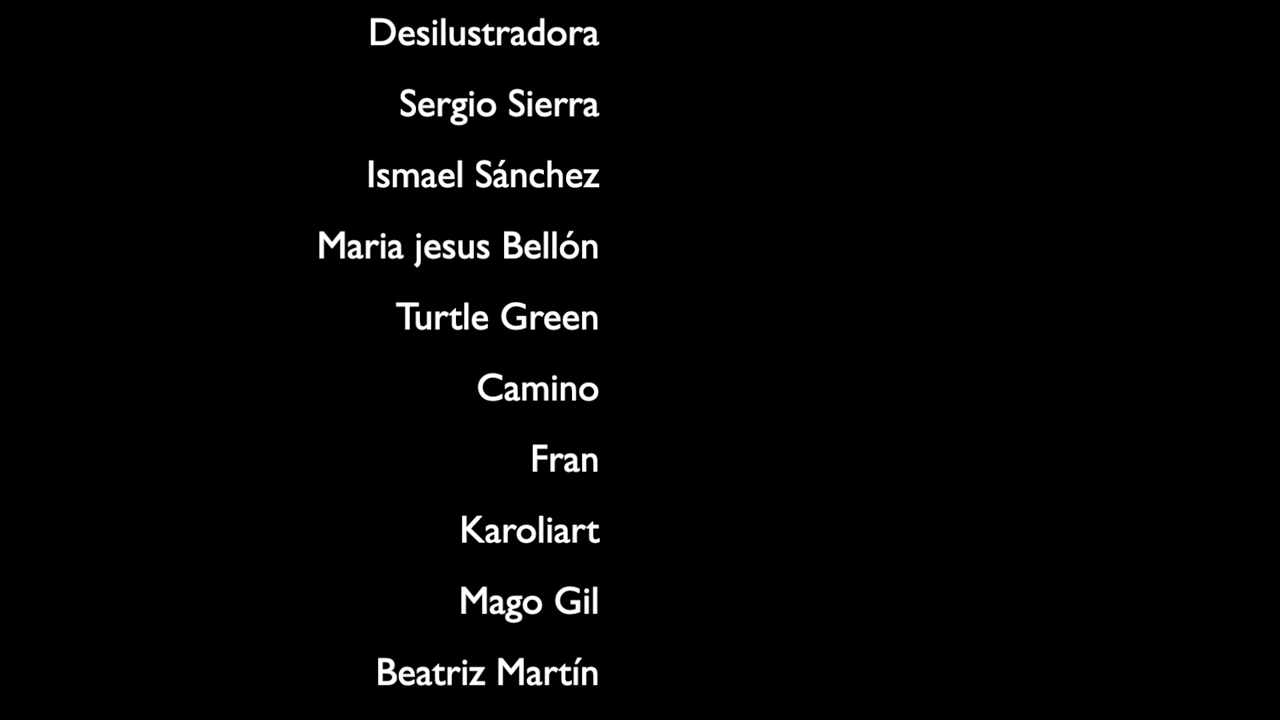 Desilustradora
Sergio Sierra
Ismael Sánchez
Maria jesus Bellón
Turtle Green
Camino
Fran
Karoliart
Mago Gil
Beatriz Martín